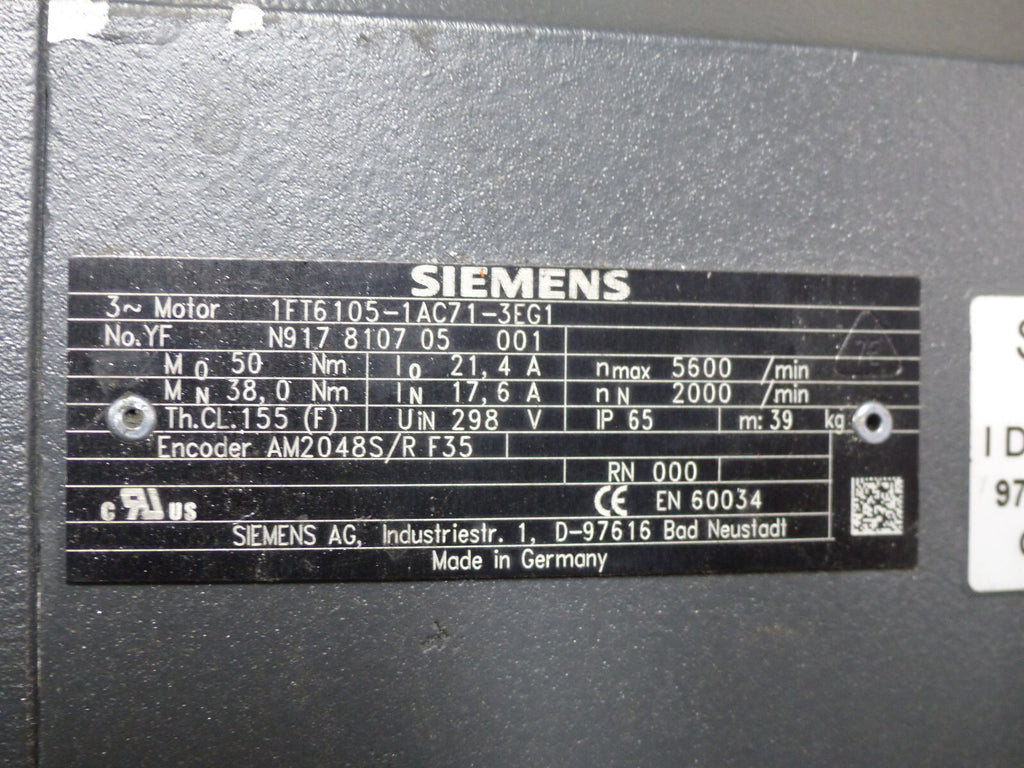 SIEMENS
3~ Motor 1FT6105-1AC71-3EG1
No.YF N917 8107 05 001
M0 50 Nm I0 21,4 A nmax 5600 /min
MN 38,0 Nm IN 17,6 A nN 2000 /min
Th.CL.155 (F) UiN 298 V IP 65 m: 39 kg
Encoder AM2048S/R F35
RN 000
c RU US CE EN 60034
SIEMENS AG, Industriestr. 1, D-97616 Bad Neustadt
Made in Germany
S
ID
97